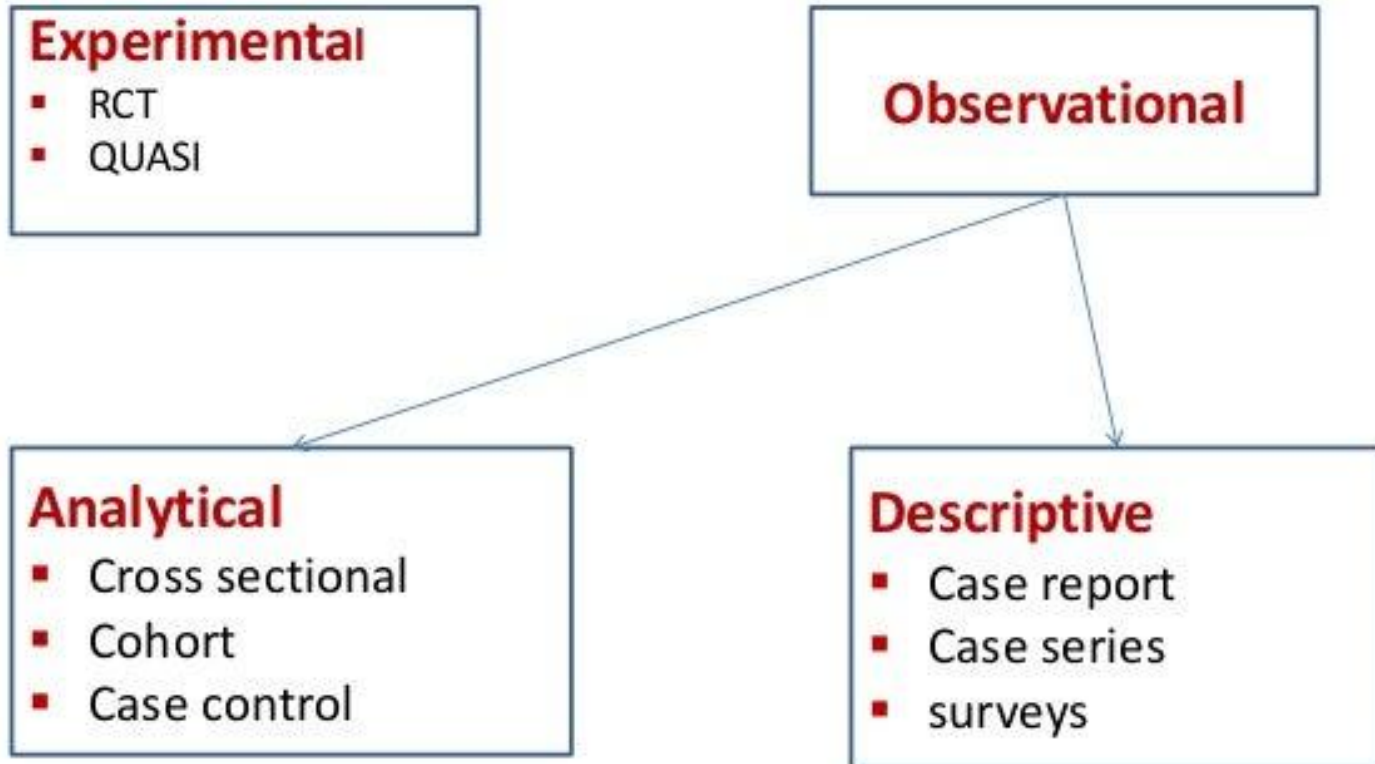 Experimental
RCT
QUASI
Observational
Analytical
Cross sectional
Cohort
Case control
Descriptive
Case report
Case series
surveys